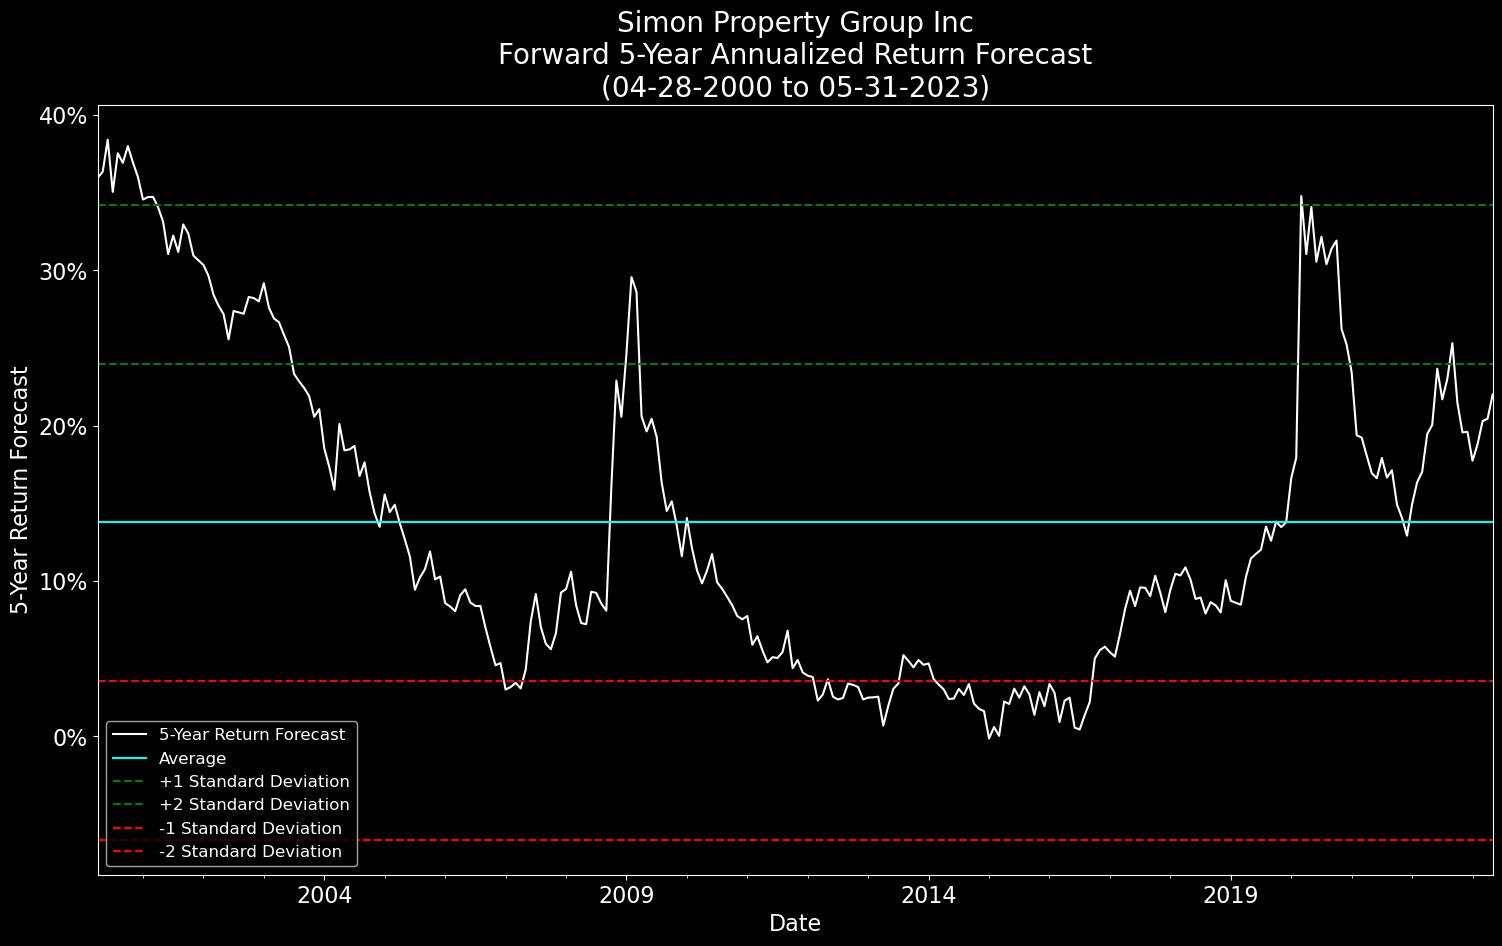 Simon Property Group Inc
Forward 5-Year Annualized Return Forecast
(04-28-2000 to 05-31-2023)
40%
30%
20%
10%
0%
5-Year Return Forecast
5-Year Return Forecast
Average
+1 Standard Deviation
+2 Standard Deviation
-1 Standard Deviation
-2 Standard Deviation
2004
2009
2014
2019
Date